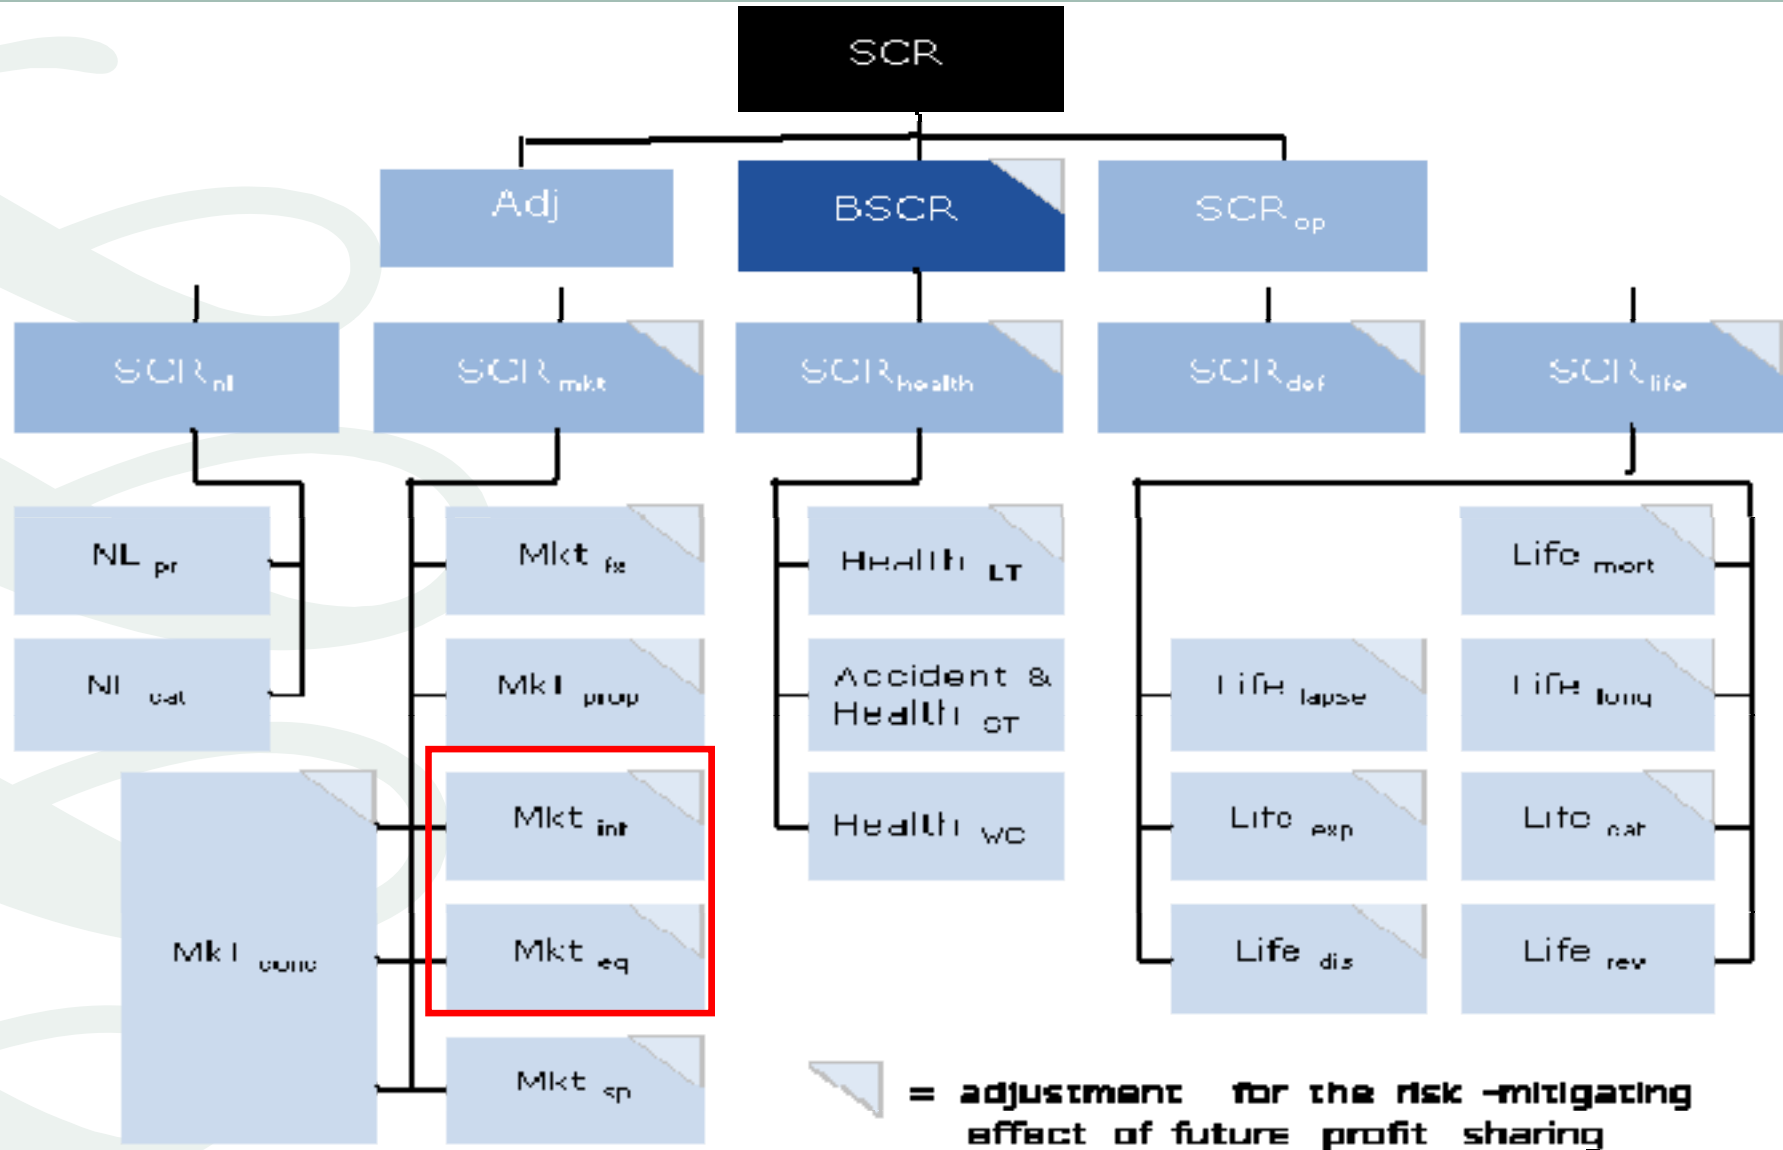 SCR
Adj
BSCR
SCR op
SCR nl
SCR mkt
SCR health
SCR def
SCR life
NL pr
Mkt fx
Health LT
Life mort
NL cat
Mkt prop
Accident &
Health ST
Life lapse
Life long
Mkt int
Health WC
Life exp
Life cat
Mkt conc
Mkt eq
Life dis
Life rev
Mkt sp
= adjustment for the risk -mitigating
effect of future profit sharing